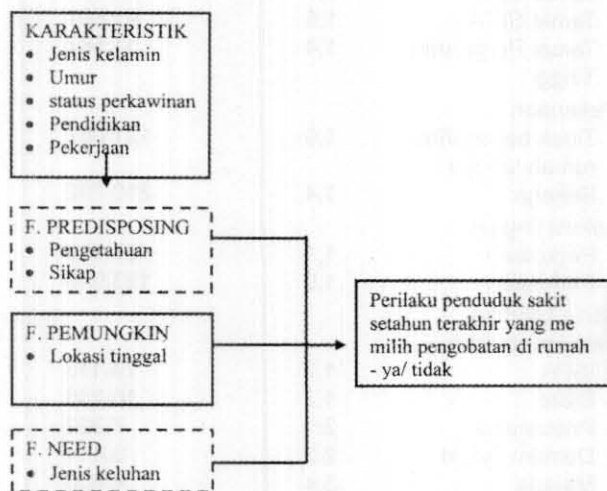 KARAKTERISTIK
• Jenis kelamin
• Umur
• status perkawinan
• Pendidikan
• Pekerjaan
F. PREDISPOSING
• Pengetahuan
• Sikap
F. PEMUNGKIN
• Lokasi tinggal
F. NEED
• Jenis keluhan
Perilaku penduduk sakit
setahun terakhir yang me
milih pengobatan di rumah
- ya/ tidak